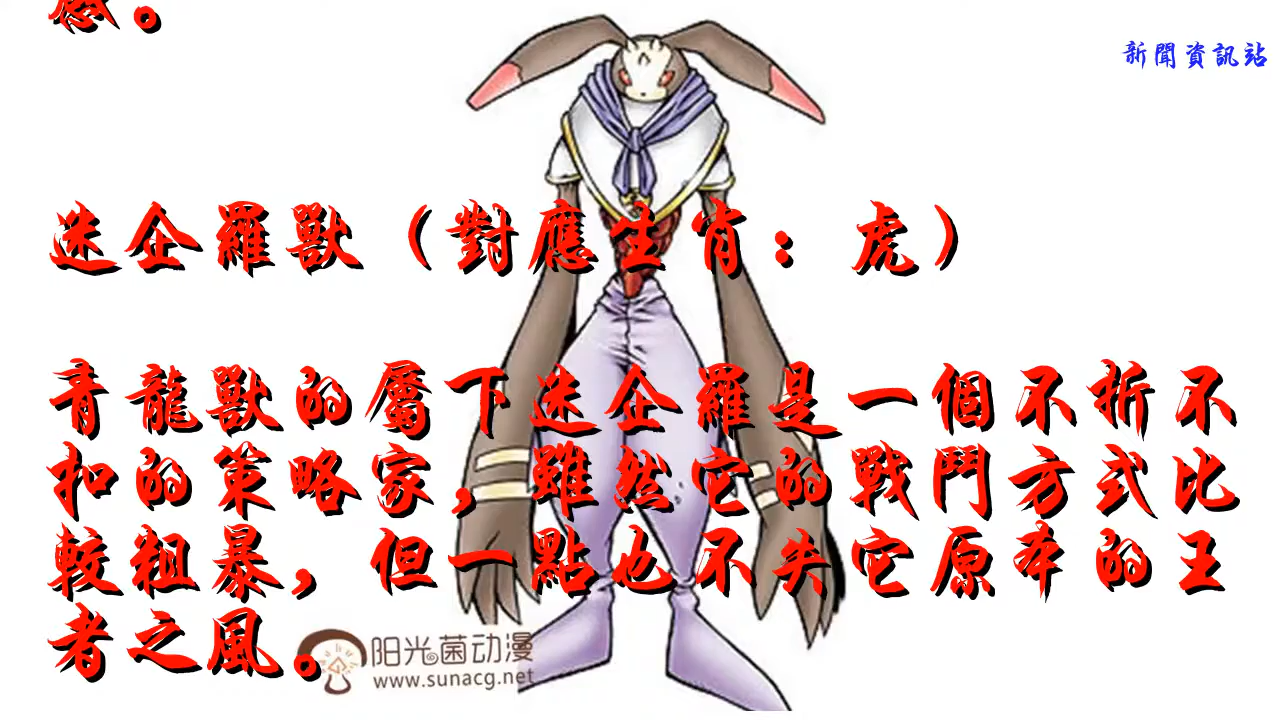 感。
新聞資訊站
迷企羅獸（對應生肖：虎）
青龍獸的屬下迷企羅是一個不折不
扣的策略家，雖然它的戰鬥方式比
較粗暴，但一點也不失它原本的王
者之風。
阳光菌动漫
www.sunacg.net